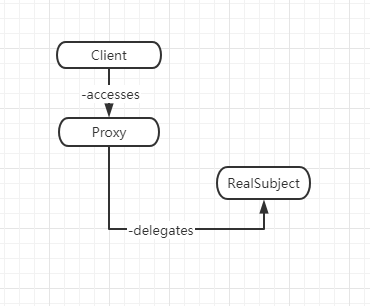 Client
-accesses
Proxy
RealSubject
-delegates